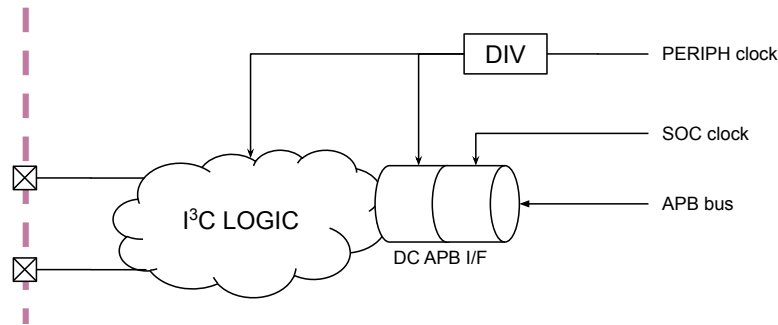 DIV
PERIPH clock
SOC clock
I³C LOGIC
APB bus
DC APB I/F